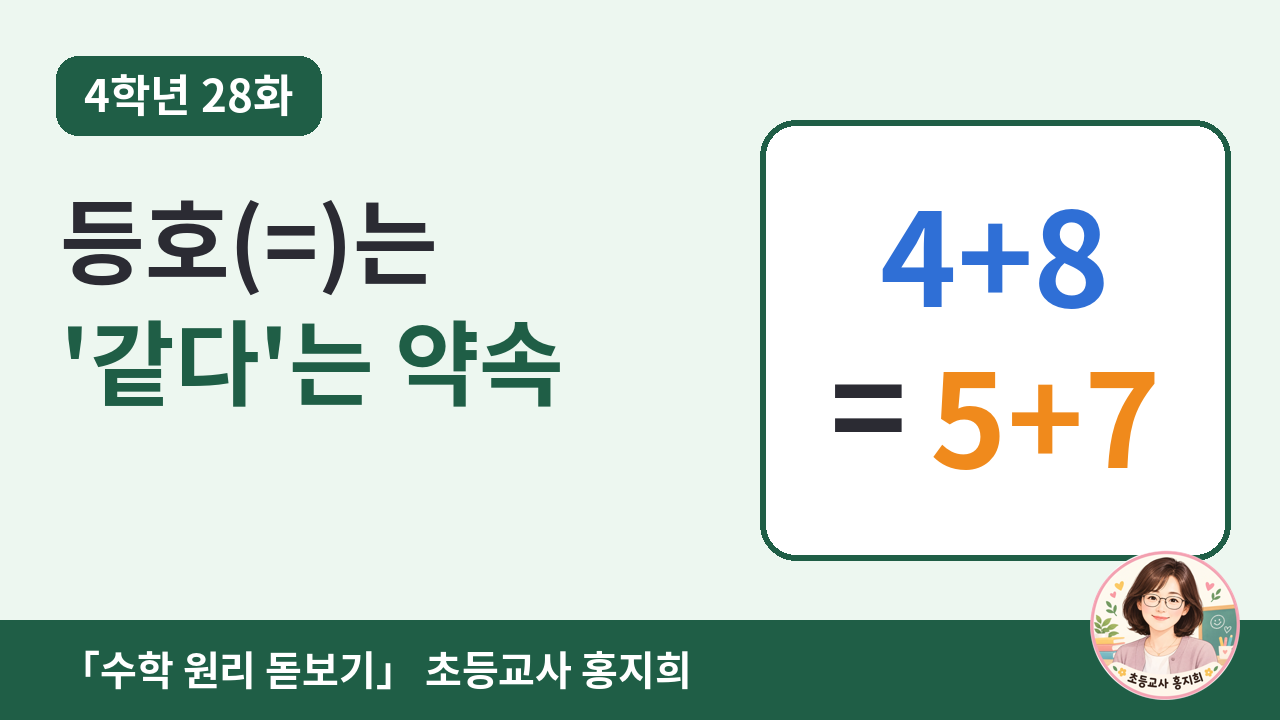 4학년 28화
등호(=)는
'같다'는 약속
4+8
= 5+7
「수학 원리 돋보기」 초등교사 홍지희
초등교사 홍지희